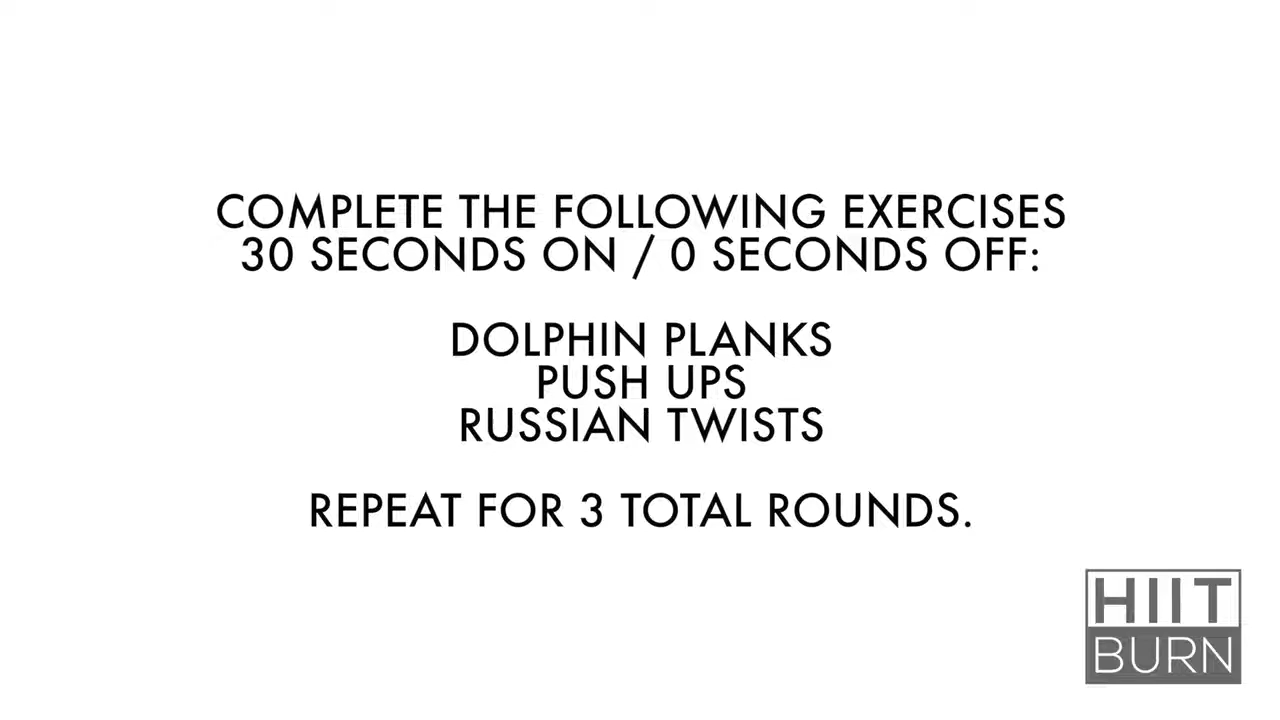 COMPLETE THE FOLLOWING EXERCISES
30 SECONDS ON / 0 SECONDS OFF:
DOLPHIN PLANKS
PUSH UPS
RUSSIAN TWISTS
REPEAT FOR 3 TOTAL ROUNDS.
HIIT
BURN